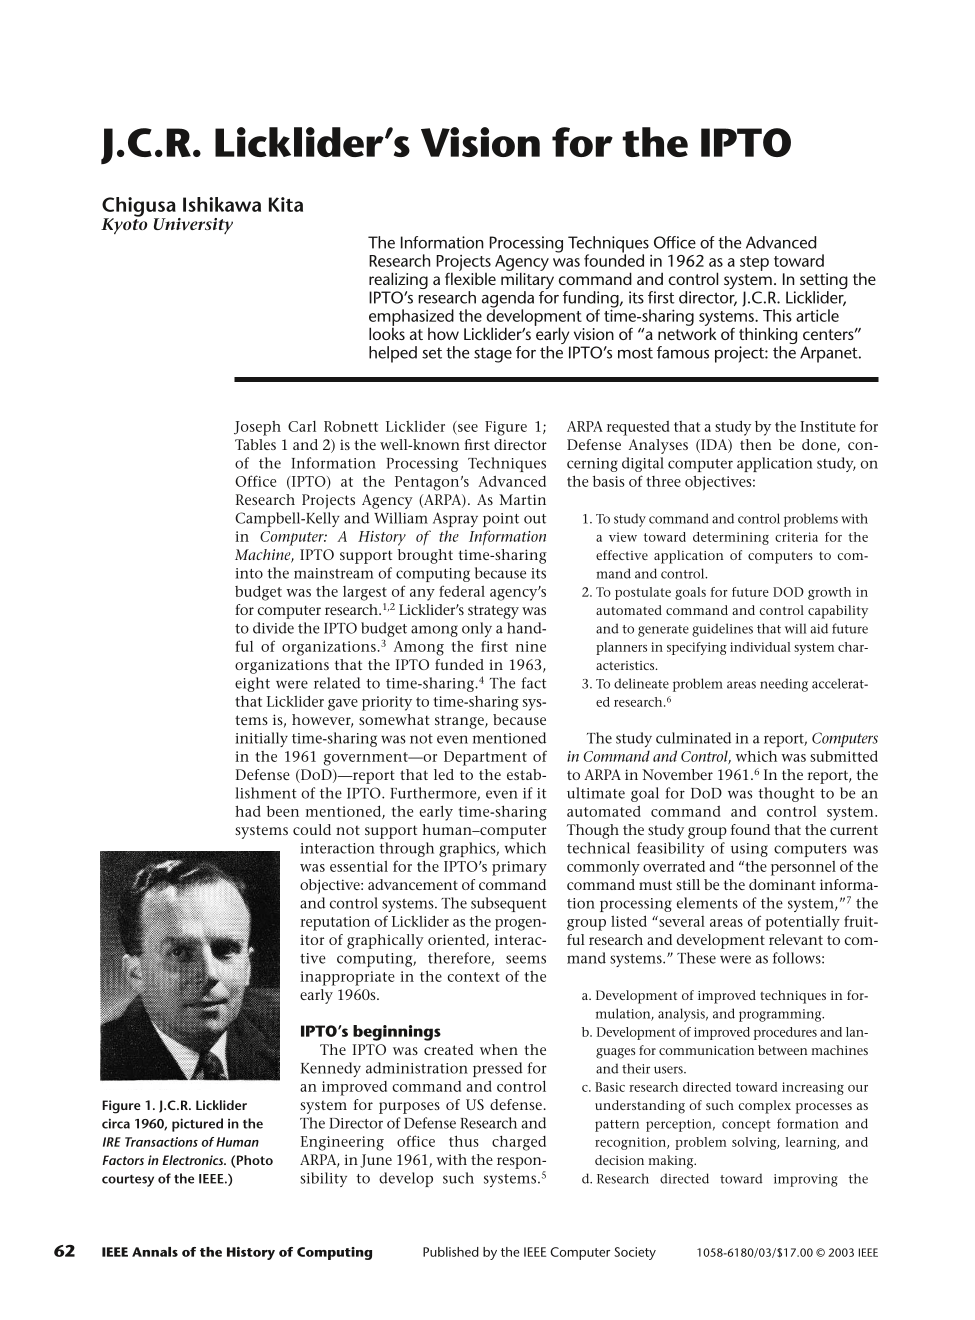 J.C.R. Licklider’s Vision for the IPTO
Chigusa Ishikawa Kita
Kyoto University
The Information Processing Techniques Office of the Advanced
Research Projects Agency was founded in 1962 as a step toward
realizing a flexible military command and control system. In setting the
IPTO’s research agenda for funding, its first director, J.C.R. Licklider,
emphasized the development of time-sharing systems. This article
looks at how Licklider’s early vision of “a network of thinking centers”
helped set the stage for the IPTO’s most famous project: the Arpanet.
Joseph Carl Robnett Licklider (see Figure 1;
Tables 1 and 2) is the well-known first director
of the Information Processing Techniques
Office (IPTO) at the Pentagon’s Advanced
Research Projects Agency (ARPA). As Martin
Campbell-Kelly and William Aspray point out
in Computer: A History of the Information
Machine, IPTO support brought time-sharing
into the mainstream of computing because its
budget was the largest of any federal agency’s
for computer research.1,2 Licklider’s strategy was
to divide the IPTO budget among only a hand-
ful of organizations.3 Among the first nine
organizations that the IPTO funded in 1963,
eight were related to time-sharing.4 The fact
that Licklider gave priority to time-sharing sys-
tems is, however, somewhat strange, because
initially time-sharing was not even mentioned
in the 1961 government—or Department of
Defense (DoD)—report that led to the estab-
lishment of the IPTO. Furthermore, even if it
had been mentioned, the early time-sharing
systems could not support human–computer
interaction through graphics, which
was essential for the IPTO’s primary
objective: advancement of command
and control systems. The subsequent
reputation of Licklider as the progen-
itor of graphically oriented, interac-
tive computing, therefore, seems
inappropriate in the context of the
early 1960s.
IPTO’s beginnings
The IPTO was created when the
Kennedy administration pressed for
an improved command and control
system for purposes of US defense.
The Director of Defense Research and
Engineering office thus charged
ARPA, in June 1961, with the respon-
sibility to develop such systems.5
Figure 1. J.C.R. Licklider
circa 1960, pictured in the
IRE Transactions of Human
Factors in Electronics. (Photo
courtesy of the IEEE.)
ARPA requested that a study by the Institute for
Defense Analyses (IDA) then be done, con-
cerning digital computer application study, on
the basis of three objectives:
1. To study command and control problems with
a view toward determining criteria for the
effective application of computers to com-
mand and control.
2. To postulate goals for future DOD growth in
automated command and control capability
and to generate guidelines that will aid future
planners in specifying individual system char-
acteristics.
3. To delineate problem areas needing accelerat-
ed research.6
The study culminated in a report, Computers
in Command and Control, which was submitted
to ARPA in November 1961.6 In the report, the
ultimate goal for DoD was thought to be an
automated command and control system.
Though the study group found that the current
technical feasibility of using computers was
commonly overrated and “the personnel of the
command must still be the dominant informa-
tion processing elements of the system,”7 the
group listed “several areas of potentially fruit-
ful research and development relevant to com-
mand systems.” These were as follows:
a. Development of improved techniques in for-
mulation, analysis, and programming.
b. Development of improved procedures and lan-
guages for communication between machines
and their users.
c. Basic research directed toward increasing our
understanding of such complex processes as
pattern perception, concept formation and
recognition, problem solving, learning, and
decision making.
d. Research directed toward improving the
62 IEEE Annals of the History of Computing Published by the IEEE Computer Society 1058-6180/03/$17.00 © 2003 IEEE